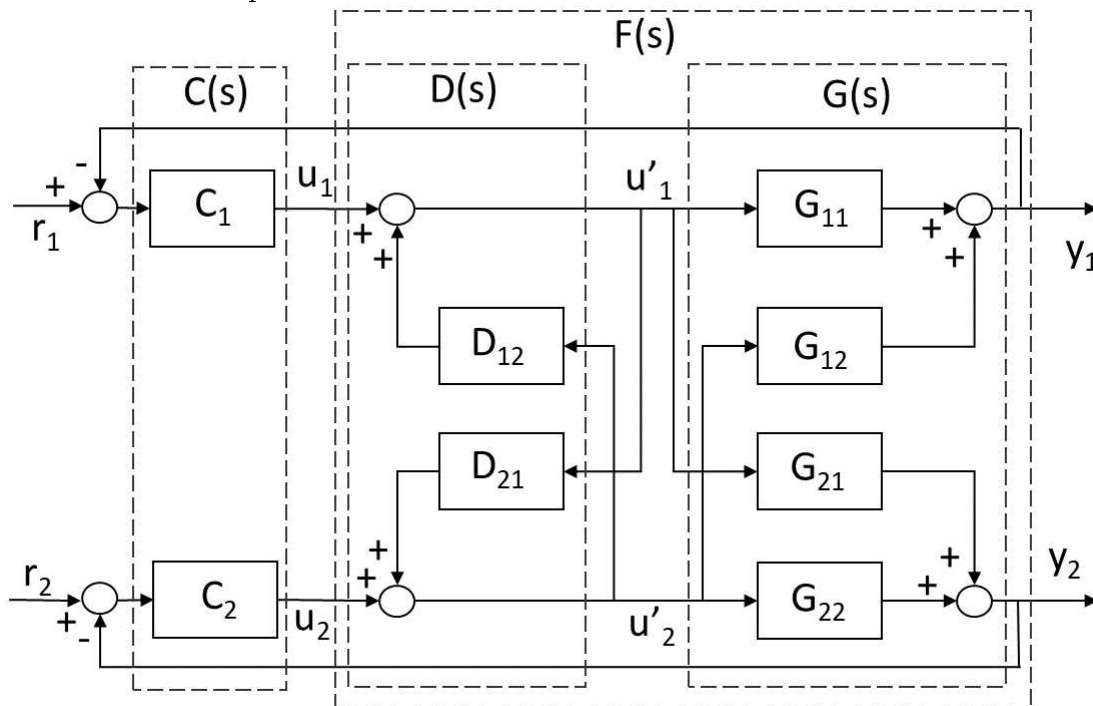 F(s)
C(s)
D(s)
G(s)
-
+
r₁
C₁
u₁
+
+
u'₁
G₁₁
+
+
y₁
D₁₂
G₁₂
D₂₁
G₂₁
r₂
+
-
C₂
u₂
+
+
u'₂
G₂₂
+
+
y₂